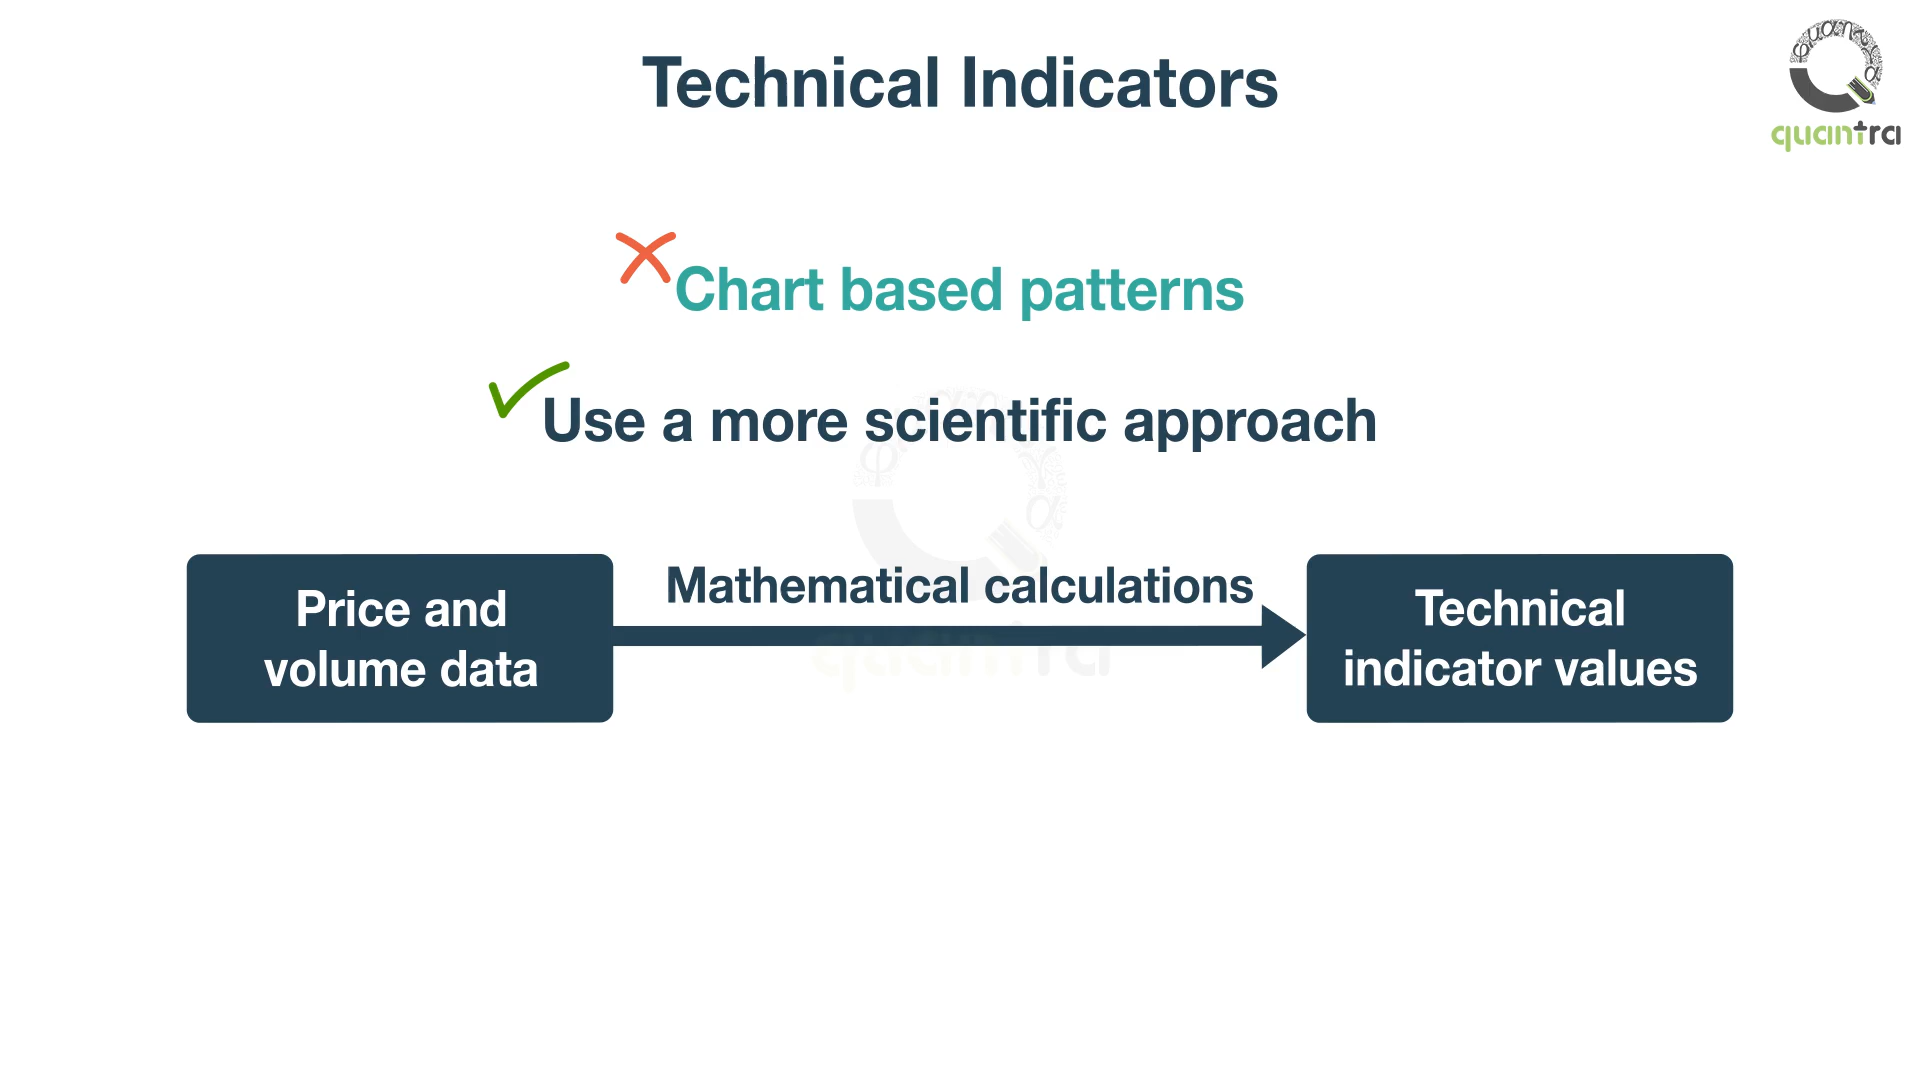 Technical Indicators
quantra
Chart based patterns
Use a more scientific approach
Mathematical calculations
Price and
volume data
Technical
indicator values
quantra